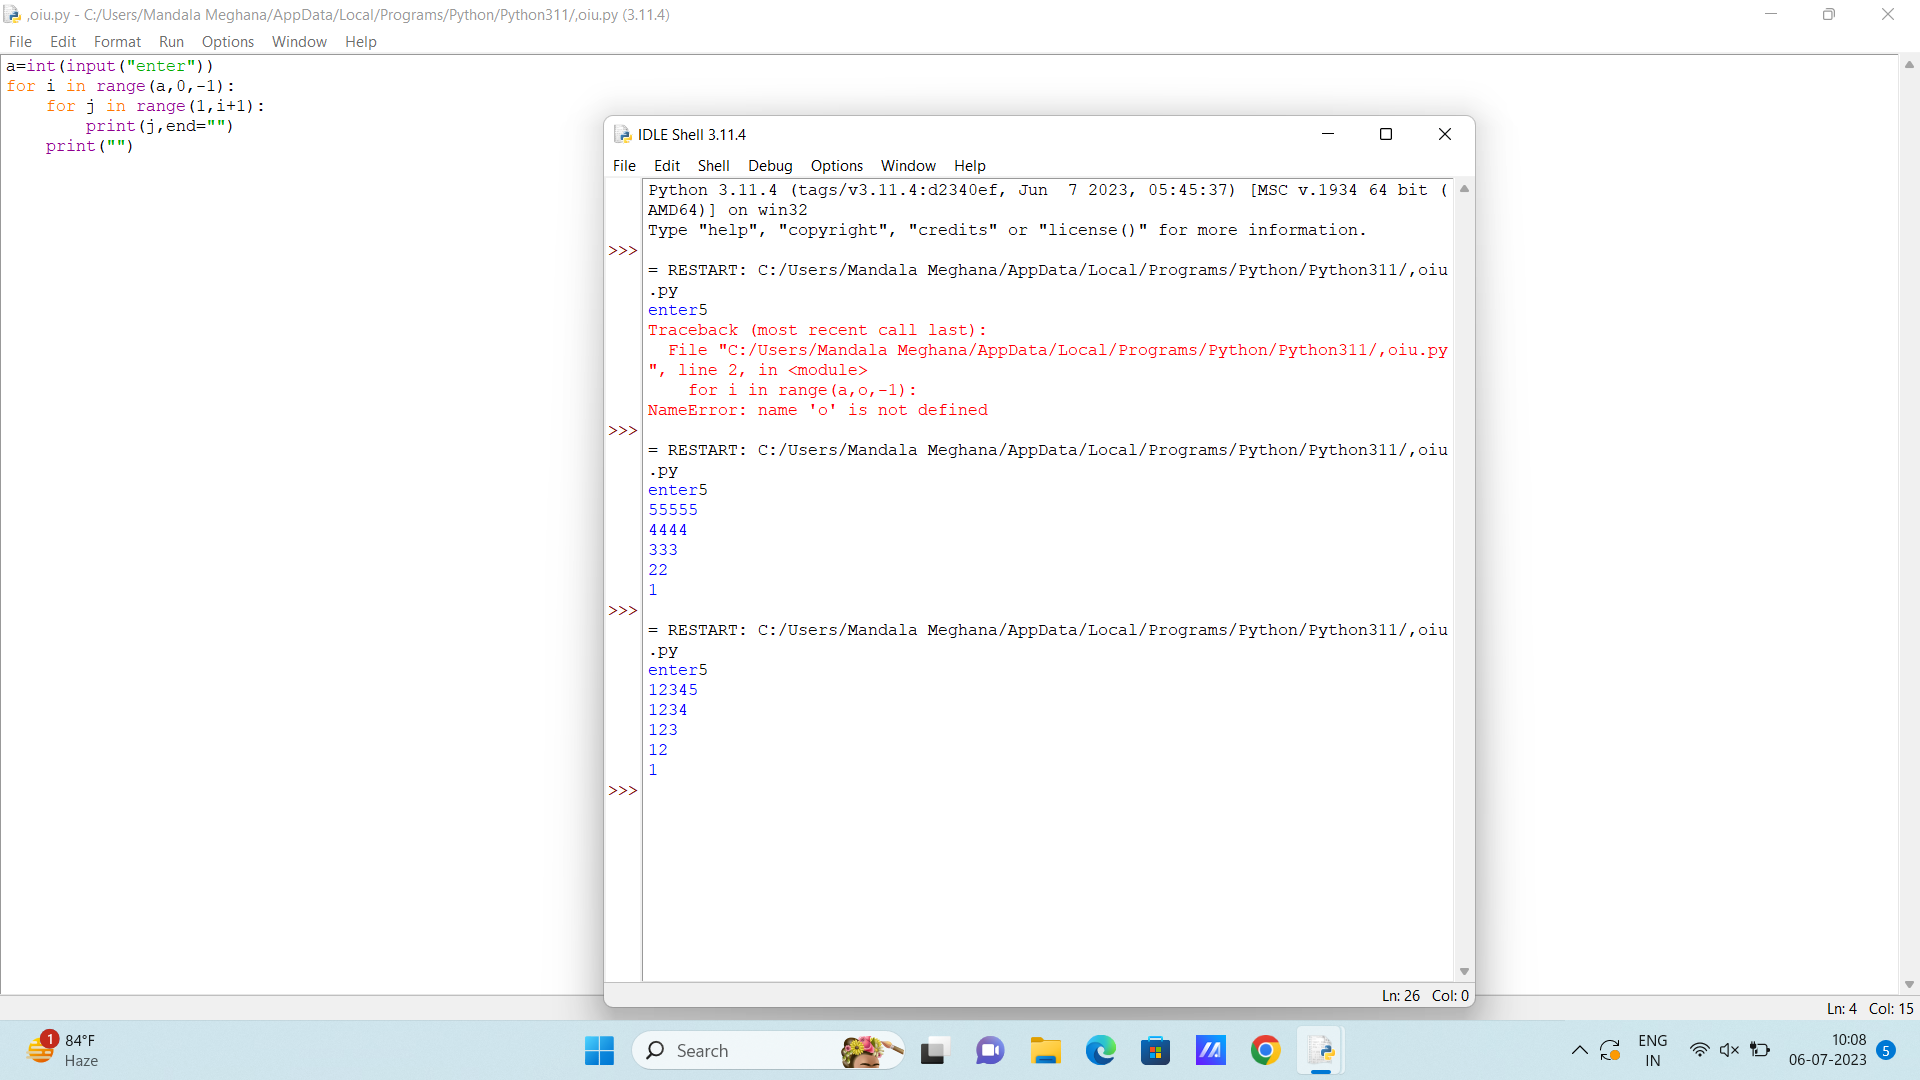 ,oiu.py - C:/Users/Mandala Meghana/AppData/Local/Programs/Python/Python311/,oiu.py (3.11.4)
File Edit Format Run Options Window Help
a=int(input("enter"))
for i in range(a,0,-1):
    for j in range(1,i+1):
        print(j,end="")
    print("")
IDLE Shell 3.11.4
File Edit Shell Debug Options Window Help
Python 3.11.4 (tags/v3.11.4:d2340ef, Jun  7 2023, 05:45:37) [MSC v.1934 64 bit (
AMD64)] on win32
Type "help", "copyright", "credits" or "license()" for more information.
>>>
= RESTART: C:/Users/Mandala Meghana/AppData/Local/Programs/Python/Python311/,oiu
.py
enter5
Traceback (most recent call last):
  File "C:/Users/Mandala Meghana/AppData/Local/Programs/Python/Python311/,oiu.py
", line 2, in <module>
    for i in range(a,o,-1):
NameError: name 'o' is not defined
>>>
= RESTART: C:/Users/Mandala Meghana/AppData/Local/Programs/Python/Python311/,oiu
.py
enter5
55555
4444
333
22
1
>>>
= RESTART: C:/Users/Mandala Meghana/AppData/Local/Programs/Python/Python311/,oiu
.py
enter5
12345
1234
123
12
1
>>>
Ln: 26 Col: 0
Ln: 4 Col: 15
1
84°F
Haze
Search
ENG
IN
10:08
06-07-2023
5